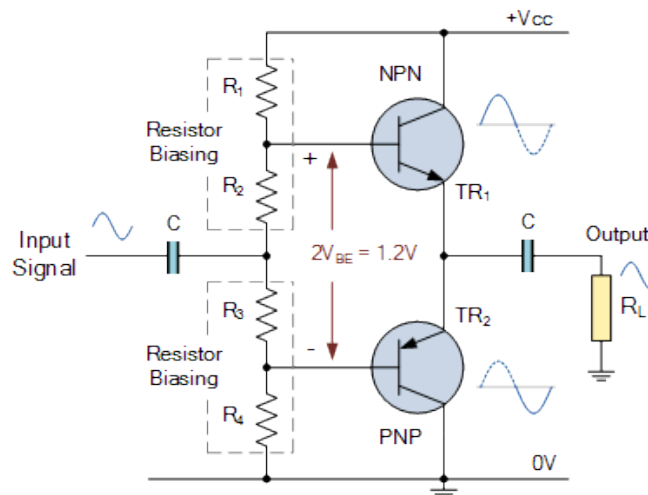 +Vcc
NPN
R1
Resistor
Biasing
+
R2
TR1
C
Input
Signal
2VBE = 1.2V
C
Output
RL
R3
TR2
Resistor
Biasing
-
R4
PNP
0V